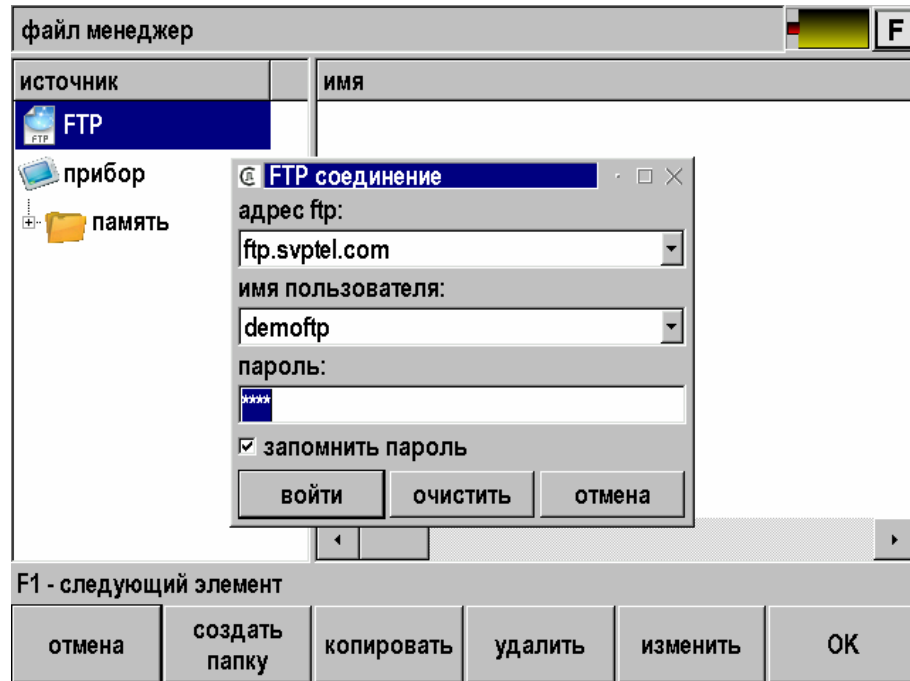 файл менеджер
F
источник
имя
FTP
FTP
прибор
память
FTP соединение
адрес ftp:
ftp.svptel.com
имя пользователя:
demoftp
пароль:
****
запомнить пароль
войти
очистить
отмена
F1 - следующий элемент
отмена
создать
папку
копировать
удалить
изменить
OK